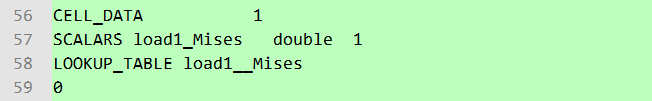 56 CELL_DATA 1
57 SCALARS load1_Mises double 1
58 LOOKUP_TABLE load1__Mises
59 0